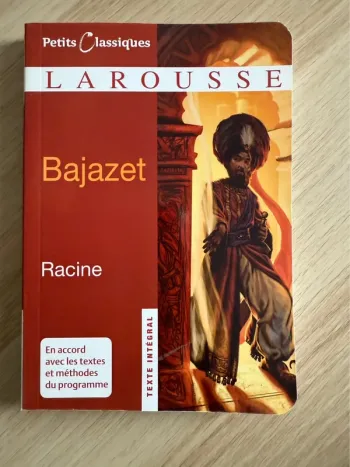 Petits Classiques
LAROUSSE
Bajazet
Racine
En accord
avec les textes
et méthodes
du programme
TEXTE INTÉGRAL